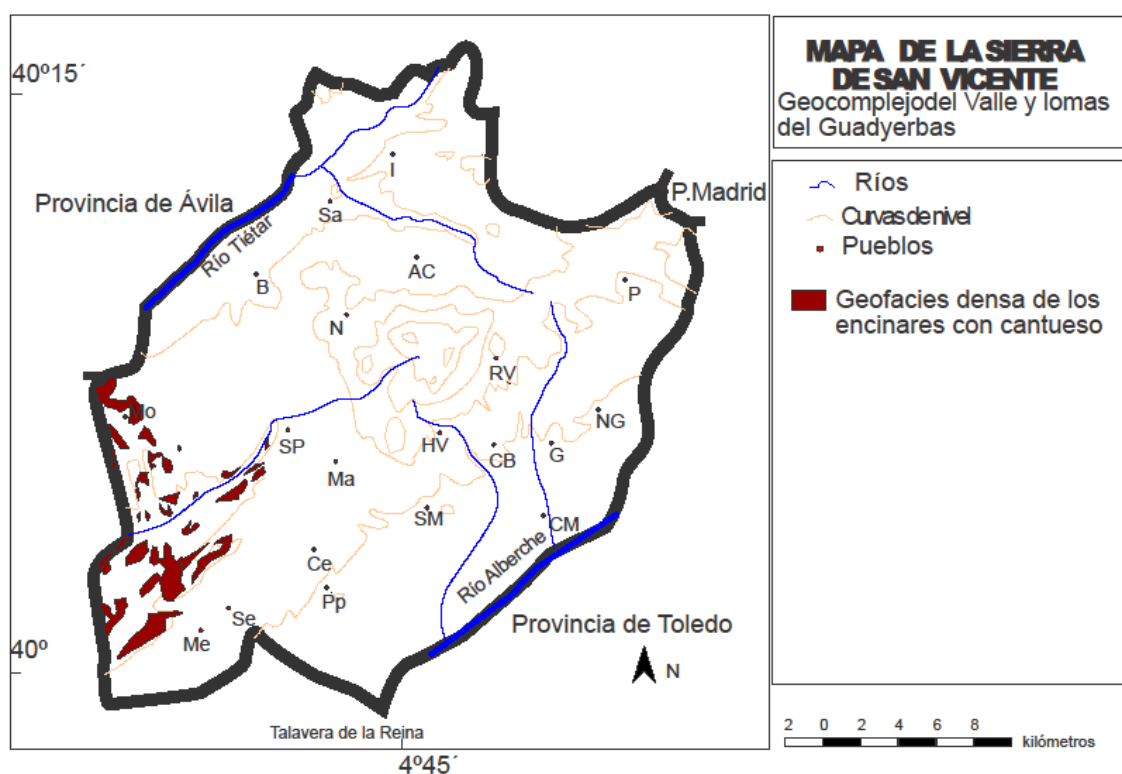 40º15´
MAPA DE LA SIERRA
DE SAN VICENTE
Geocomplejodel Valle y lomas
del Guadyerbas
Ríos
Curvas de nivel
Pueblos
Geofacies densa de los
encinares con cantueso
Provincia de Ávila
P.Madrid
Río Tiétar
I
Sa
AC
B
P
N
RV
Mo
NG
SP
HV
CB
G
Ma
SM
CM
Ce
Río Alberche
Pp
Se
Me
Provincia de Toledo
40º
N
Talavera de la Reina
4º45´
2 0 2 4 6 8
kilómetros